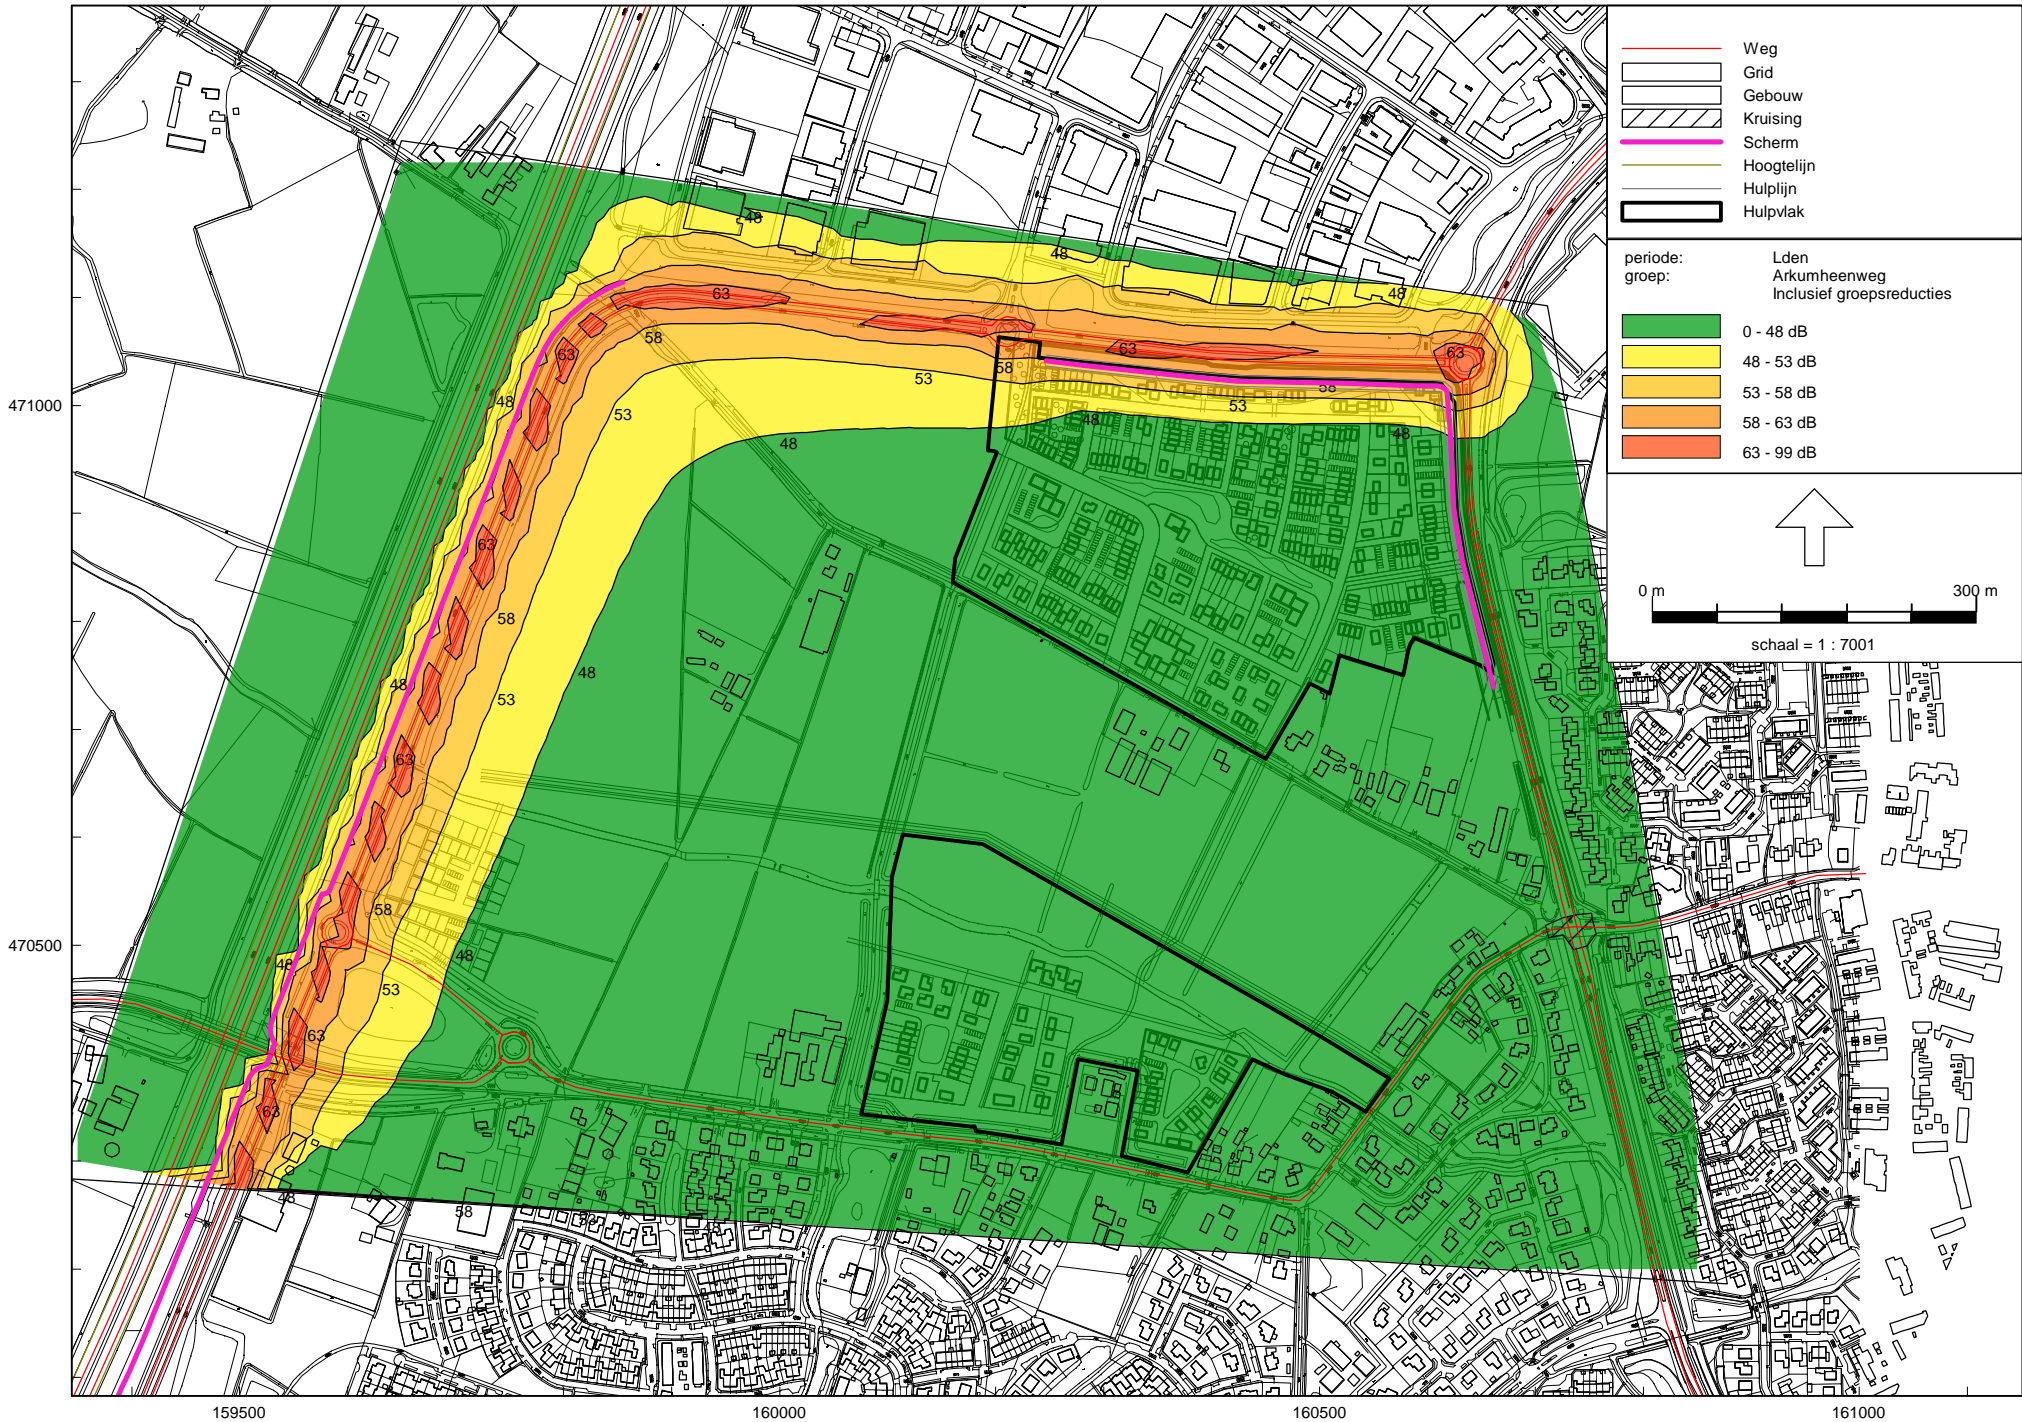 Weg
Grid
Gebouw
Kruising
Scherm
Hoogtelijn
Hulplijn
Hulpvlak
periode: Lden
groep: Arkumheenweg
Inclusief groepsreducties
0 - 48 dB
48 - 53 dB
53 - 58 dB
58 - 63 dB
63 - 99 dB
0 m 300 m
schaal = 1 : 7001
48
48
63
48
58
63
63
63
58
53
58
48
53
53
48
48
48
63
58
48
48
53
63
58
48
48
53
63
48
63
48
58
471000
470500
159500 160000 160500 161000